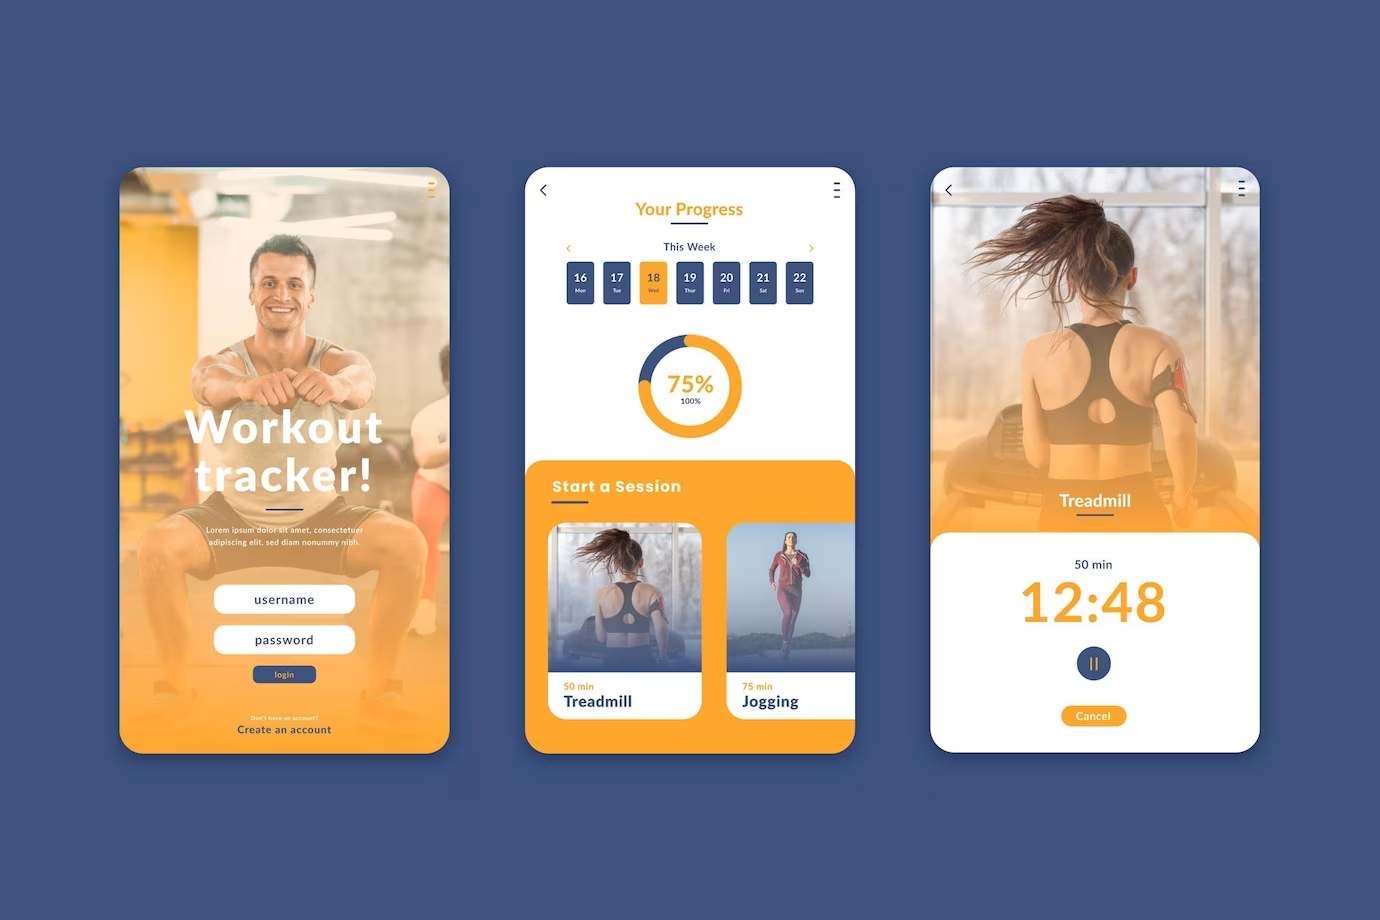 Workout
tracker!
Lorem ipsum dolor sit amet, consectetuer
adipiscing elit, sed diam nonummy nibh.
username
password
login
Don't have an account?
Create an account
Your Progress
This Week
16 17 18 19 20 21 22
Mon Tue Wed Thur Fri Sat Sun
75%
100%
Start a Session
50 min
Treadmill
75 min
Jogging
Treadmill
50 min
12:48
Cancel